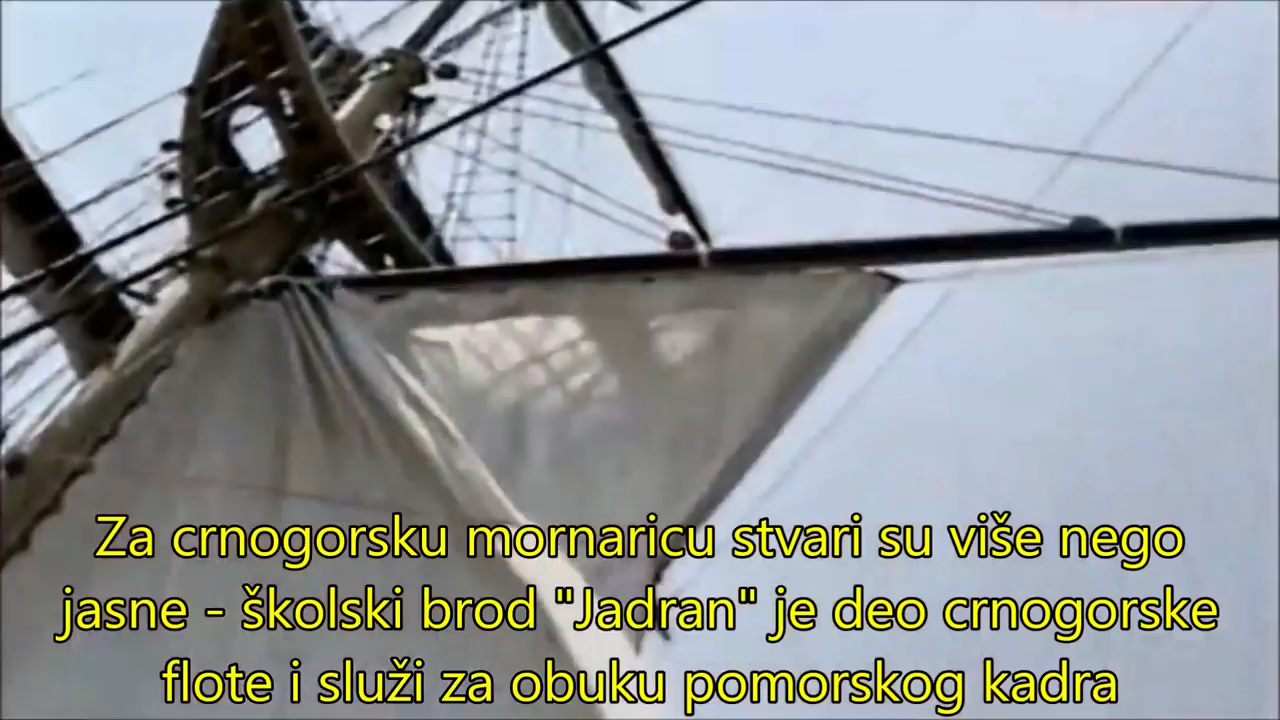 Za crnogorsku mornaricu stvari su više nego
jasne - školski brod "Jadran" je deo crnogorske
flote i služi za obuku pomorskog kadra